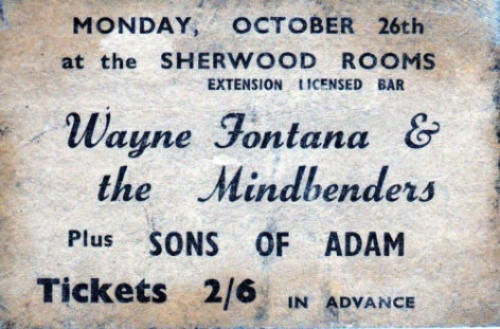 MONDAY, OCTOBER 26th
at the SHERWOOD ROOMS
EXTENSION LICENSED BAR
Wayne Fontana &
the Mindbenders
Plus SONS OF ADAM
Tickets 2/6 IN ADVANCE